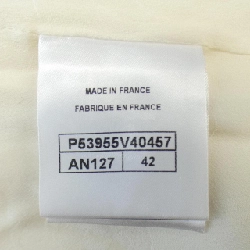 MADE IN FRANCE
FABRIQUE EN FRANCE
P53955V40457
AN127 42